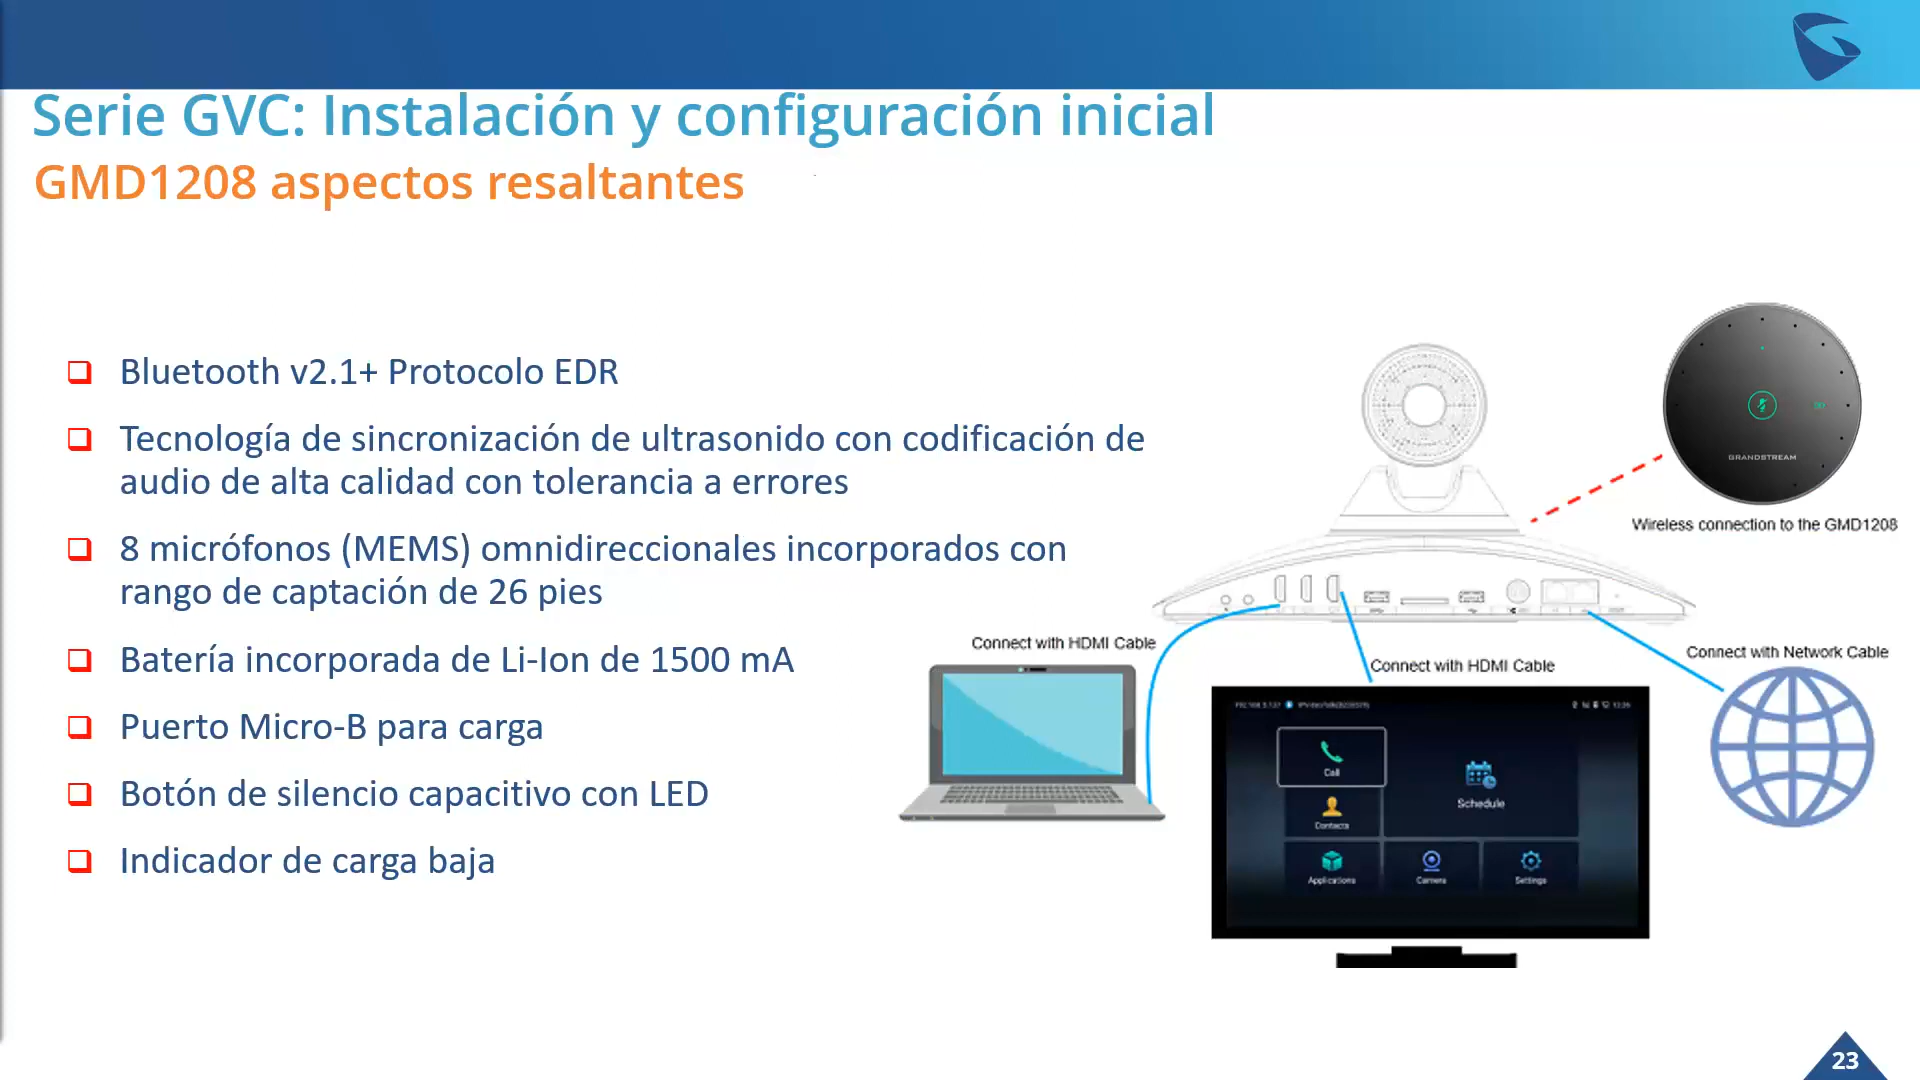 Serie GVC: Instalación y configuración inicial
GMD1208 aspectos resaltantes
Bluetooth v2.1+ Protocolo EDR
Tecnología de sincronización de ultrasonido con codificación de
audio de alta calidad con tolerancia a errores
8 micrófonos (MEMS) omnidireccionales incorporados con
rango de captación de 26 pies
Batería incorporada de Li-Ion de 1500 mA
Puerto Micro-B para carga
Botón de silencio capacitivo con LED
Indicador de carga baja
GRANDSTREAM
Wireless connection to the GMD1208
Connect with HDMI Cable
Connect with HDMI Cable
Connect with Network Cable
Call
Schedule
Contacts
Applications
Camera
Settings
23